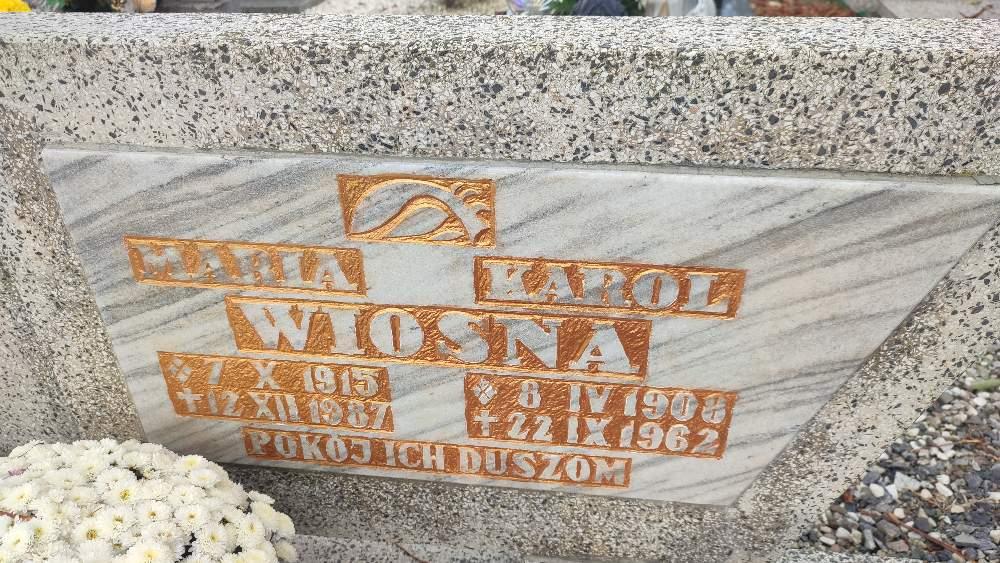 MARIA KAROL
WIOSNA
7 X 1915 8 IV 1908
✝ 12 XII 1987 ✝ 22 IX 1962
POKÓJ ICH DUSZOM